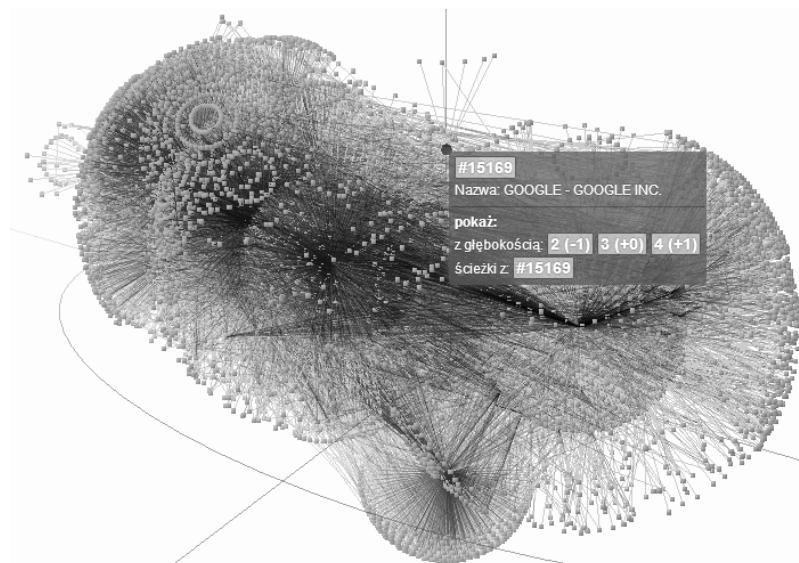 #15169
Nazwa: GOOGLE - GOOGLE INC.
pokaż:
z głębokością: 2 (-1) 3 (+0) 4 (+1)
ścieżki z: #15169